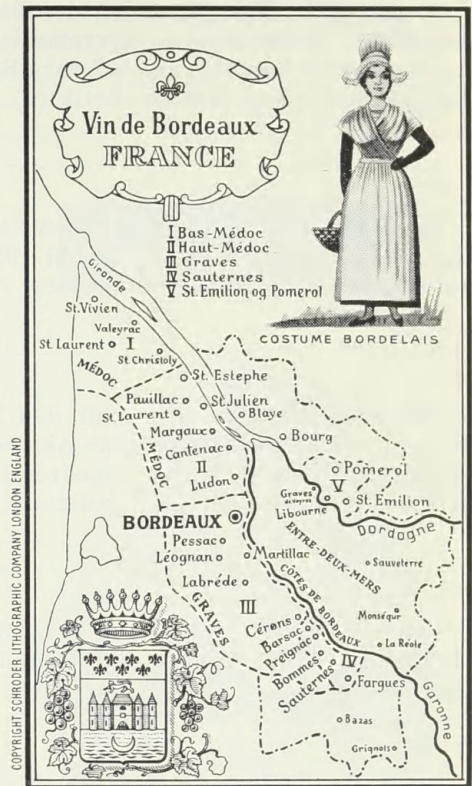 Vin de Bordeaux
FRANCE
I Bas-Médoc
II Haut-Médoc
III Graves
IV Sauternes
V St. Emilion og Pomerol
COSTUME BORDELAIS
Gironde
St. Vivien
Valeyrac
St. Laurent I
St. Christoly
MÉDOC
St. Estephe
Pauillac
St. Julien
St. Laurent
Blaye
Margaux
Bourg
MÉDOC
Cantenac
II
Pomerol
V
Ludon
Graves
de Vayres
St. Emilion
Libourne
BORDEAUX
Dordogne
ENTRE-DEUX-MERS
Pessac
Léognan
Martillac
Sauveterre
CÔTES DE BORDEAUX
Labréde
III
GRAVES
Monségur
Cérons
Barsac
Preignac
La Réole
Bommes
IV
Sauternes
Fargues
Garonne
Bazas
Grignols
COPYRIGHT SCHRODER LITHOGRAPHIC COMPANY LONDON ENGLAND